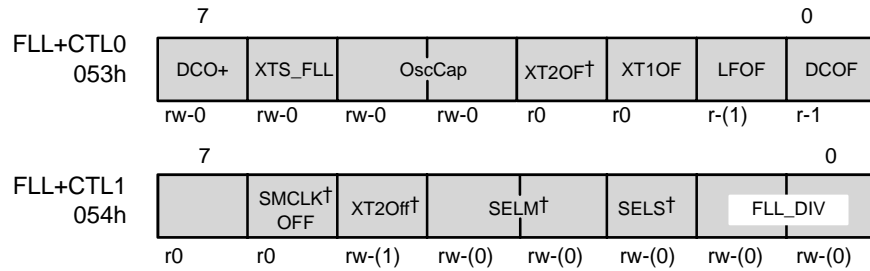 7 0
FLL+CTL0
053h
DCO+ XTS_FLL OscCap XT2OF† XT1OF LFOF DCOF
rw-0 rw-0 rw-0 rw-0 r0 r0 r-(1) r-1
7 0
FLL+CTL1
054h
SMCLK†
OFF
XT2Off† SELM† SELS† FLL_DIV
r0 r0 rw-(1) rw-(0) rw-(0) rw-(0) rw-(0) rw-(0)